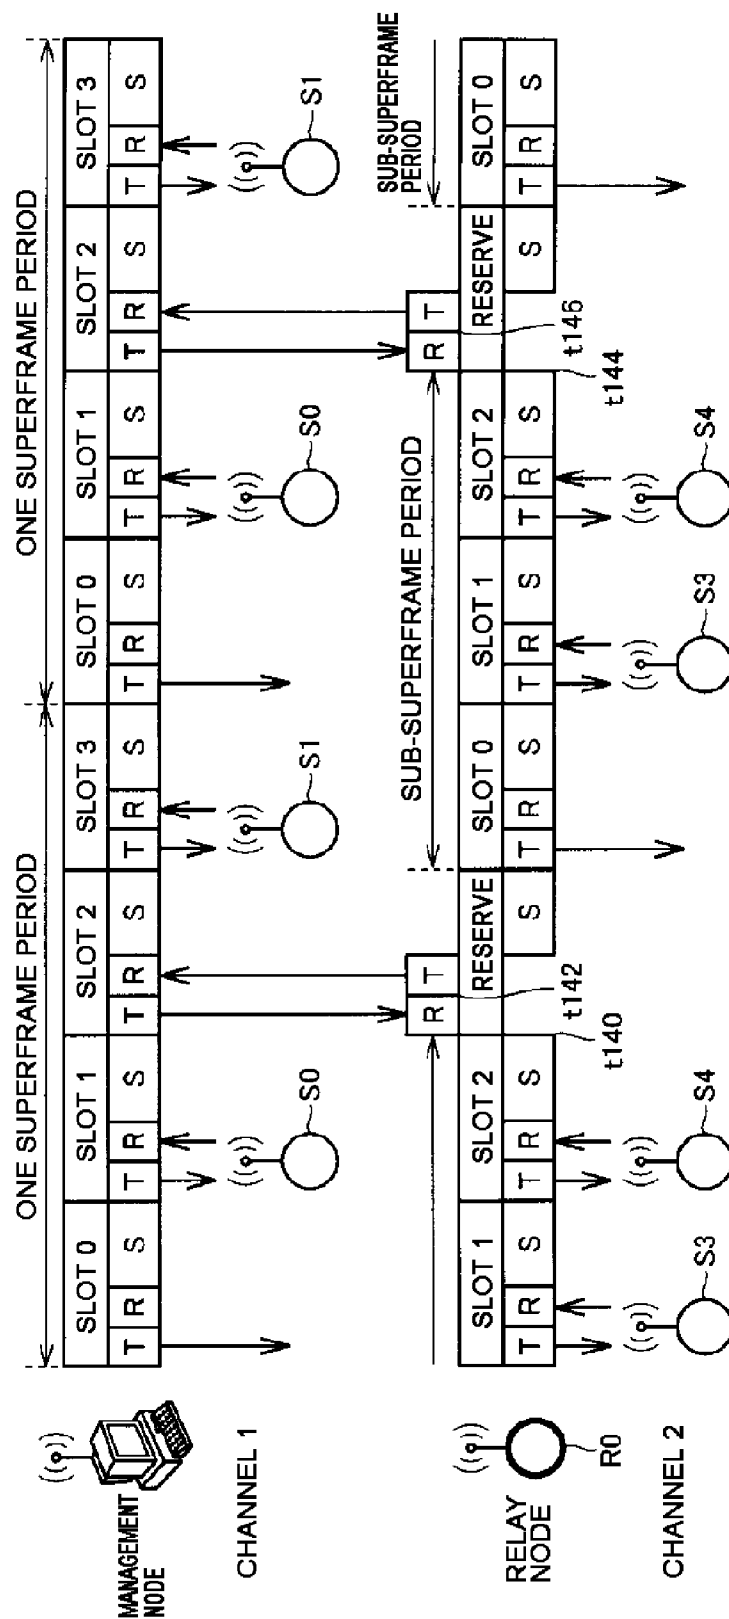 ONE SUPERFRAME PERIOD
ONE SUPERFRAME PERIOD
SLOT 0
SLOT 1
SLOT 2
SLOT 3
SLOT 0
SLOT 1
SLOT 2
SLOT 3
T R S
T R S
T R S
T R S
T R S
T R S
T R S
T R S
MANAGEMENT
NODE
CHANNEL 1
S0
S1
S0
S1
SUB-SUPERFRAME PERIOD
SUB-SUPERFRAME
PERIOD
R T
R T
SLOT 1
SLOT 2
RESERVE
SLOT 0
SLOT 1
SLOT 2
RESERVE
SLOT 0
T R S
T R S
S
T R S
T R S
T R S
S
T R S
t140
t142
t144
t146
RELAY
NODE
R0
CHANNEL 2
S3
S4
S3
S4